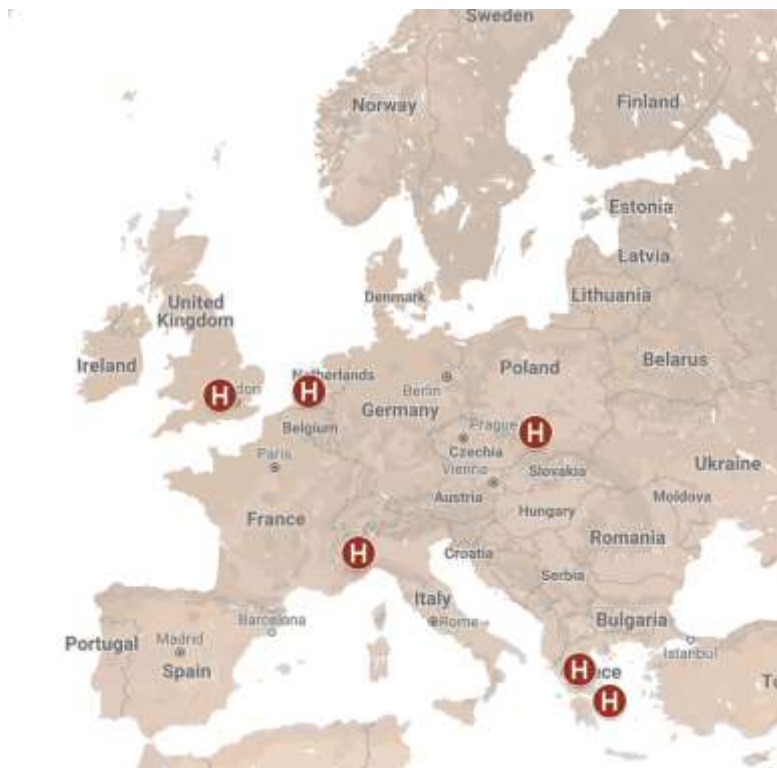 Sweden
Norway
Finland
Estonia
Latvia
Denmark
Lithuania
United
Kingdom
Ireland
Belarus
Poland
Netherlands
Berlin
H
H
Germany
Belgium
Prague
H
Czechia
Paris
Vienna
Slovakia
Ukraine
Austria
Moldova
Hungary
France
Romania
H
Croatia
Serbia
Italy
Barcelona
Rome
Bulgaria
Portugal
Madrid
Istanbul
Spain
H
H